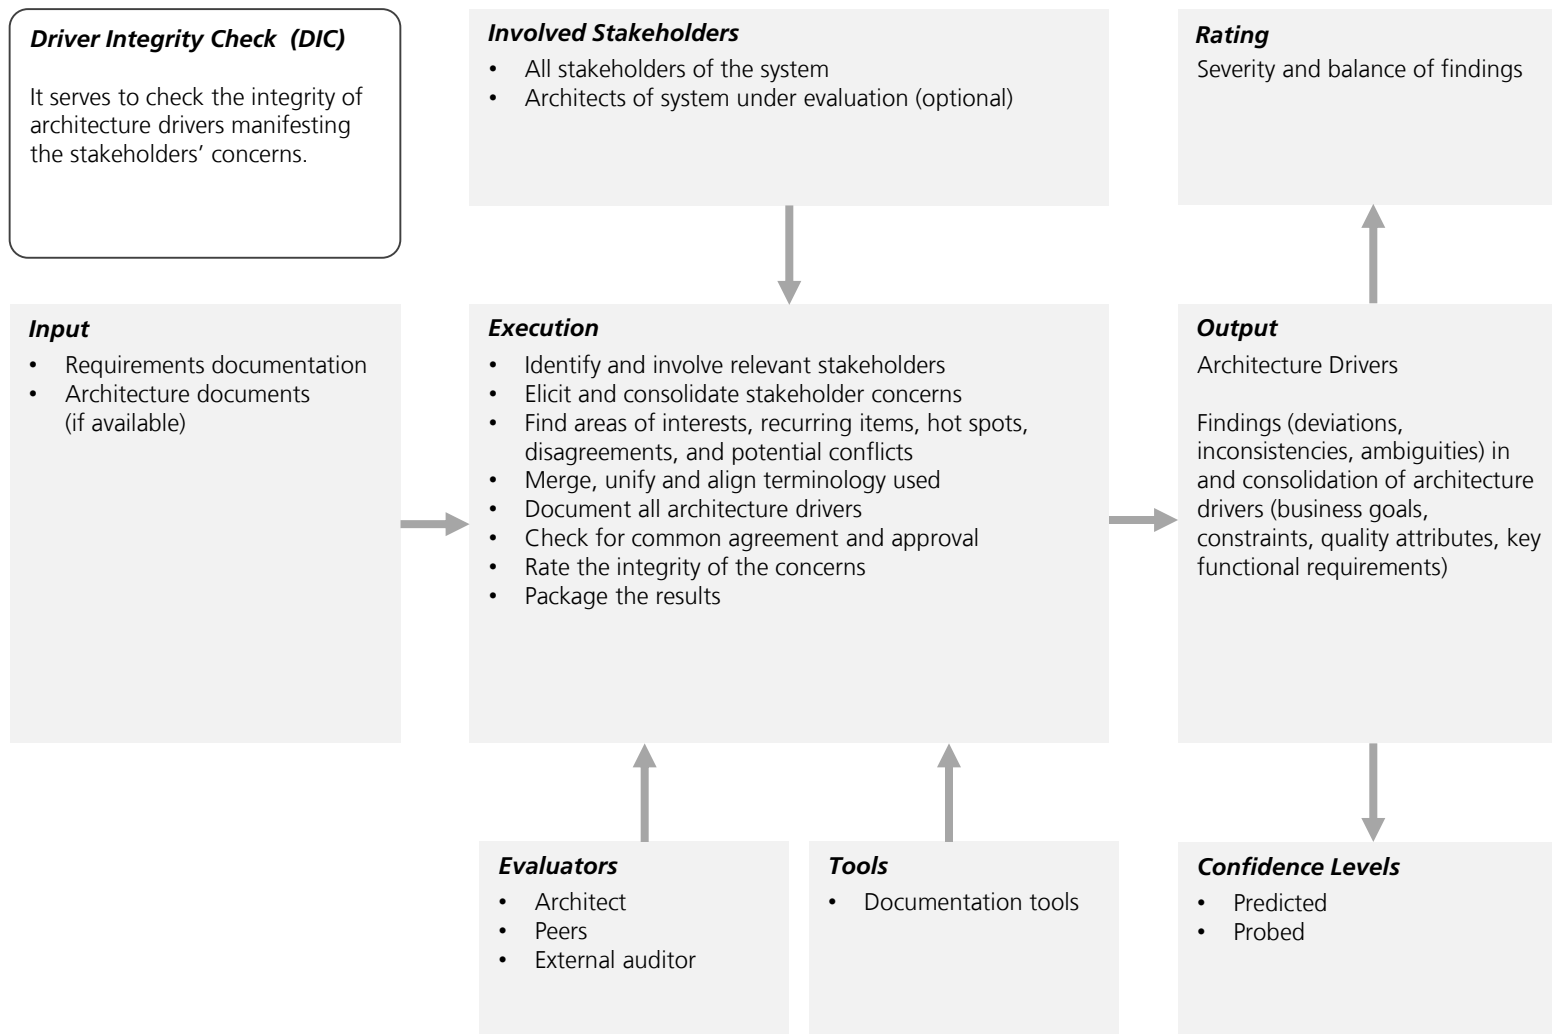 Driver Integrity Check  (DIC)
It serves to check the integrity of
architecture drivers manifesting
the stakeholders’ concerns.
Involved Stakeholders
• All stakeholders of the system
• Architects of system under evaluation (optional)
Rating
Severity and balance of findings
Input
• Requirements documentation
• Architecture documents
(if available)
Execution
• Identify and involve relevant stakeholders
• Elicit and consolidate stakeholder concerns
• Find areas of interests, recurring items, hot spots,
disagreements, and potential conflicts
• Merge, unify and align terminology used
• Document all architecture drivers
• Check for common agreement and approval
• Rate the integrity of the concerns
• Package the results
Output
Architecture Drivers
Findings (deviations,
inconsistencies, ambiguities) in
and consolidation of architecture
drivers (business goals,
constraints, quality attributes, key
functional requirements)
Evaluators
• Architect
• Peers
• External auditor
Tools
• Documentation tools
Confidence Levels
• Predicted
• Probed